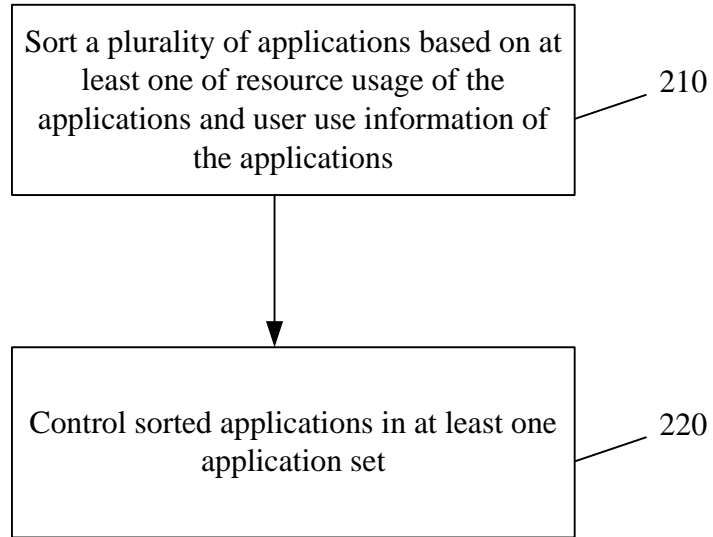 Sort a plurality of applications based on at
least one of resource usage of the
applications and user use information of
the applications
210
Control sorted applications in at least one
application set
220